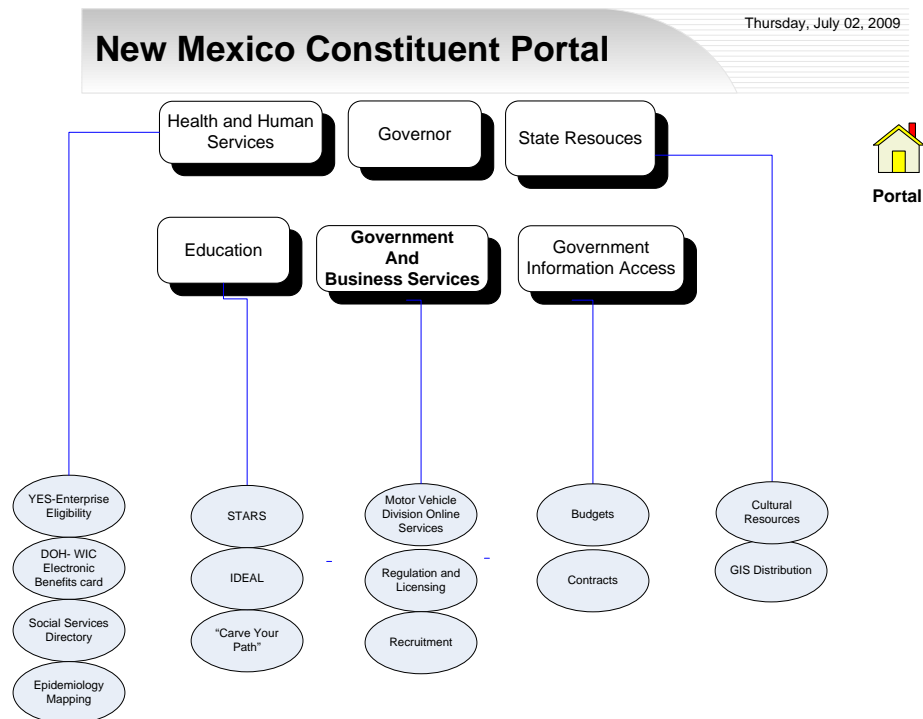 Thursday, July 02, 2009
New Mexico Constituent Portal
Health and Human
Services
Governor
State Resouces
Portal
Education
Government
And
Business Services
Government
Information Access
YES-Enterprise
Eligibility
DOH- WIC
Electronic
Benefits card
Social Services
Directory
Epidemiology
Mapping
STARS
IDEAL
“Carve Your
Path”
Motor Vehicle
Division Online
Services
Regulation and
Licensing
Recruitment
Budgets
Contracts
Cultural
Resources
GIS Distribution